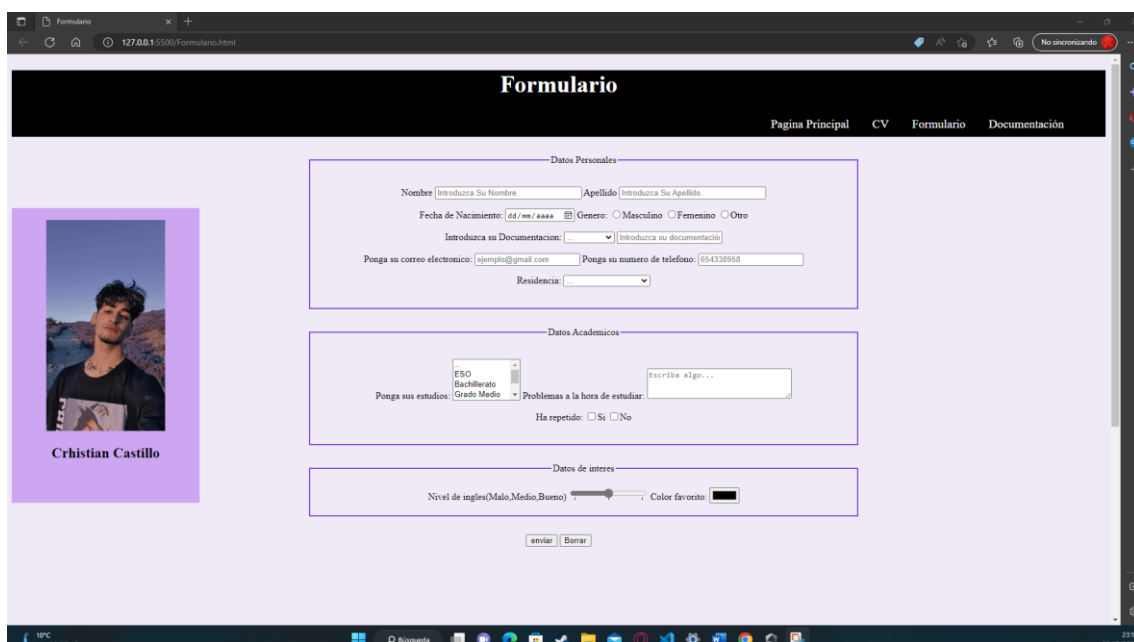 Formulario
127.0.0.1:5500/Formulario.html
No sincronizando
Formulario
Pagina Principal CV Formulario Documentación
Datos Personales
Nombre Introduzca Su Nombre. Apellido Introduzca Su Apellido.
Fecha de Nacimiento: dd/mm/aaaa Genero: Masculino Femenino Otro
Introduzca su Documentacion: ... Introduzca su documentació
Ponga su correo electronico: ejemplo@gmail.com Ponga su numero de telefono: 654338958
Residencia: ...
Datos Academicos
...
ESO
Bachillerato
Ponga sus estudios: Grado Medio Problemas a la hora de estudiar: Escriba algo...
Ha repetido: Si No
Crhistian Castillo
Datos de interes
Nivel de ingles(Malo,Medio,Bueno) Color favorito:
enviar Borrar
10°C
Búsqueda